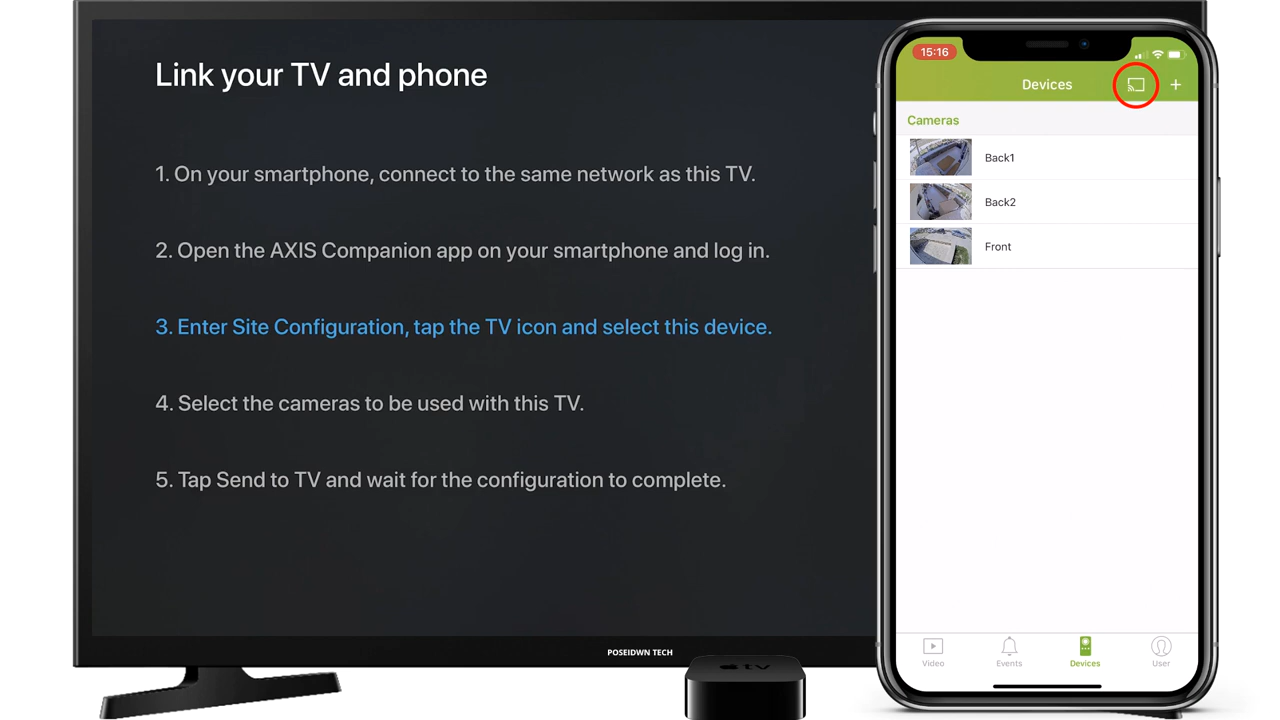 Link your TV and phone
1. On your smartphone, connect to the same network as this TV.
2. Open the AXIS Companion app on your smartphone and log in.
3. Enter Site Configuration, tap the TV icon and select this device.
4. Select the cameras to be used with this TV.
5. Tap Send to TV and wait for the configuration to complete.
POSEIDWN TECH
tv
15:16
Devices
+
Cameras
Back1
Back2
Front
Video Events Devices User